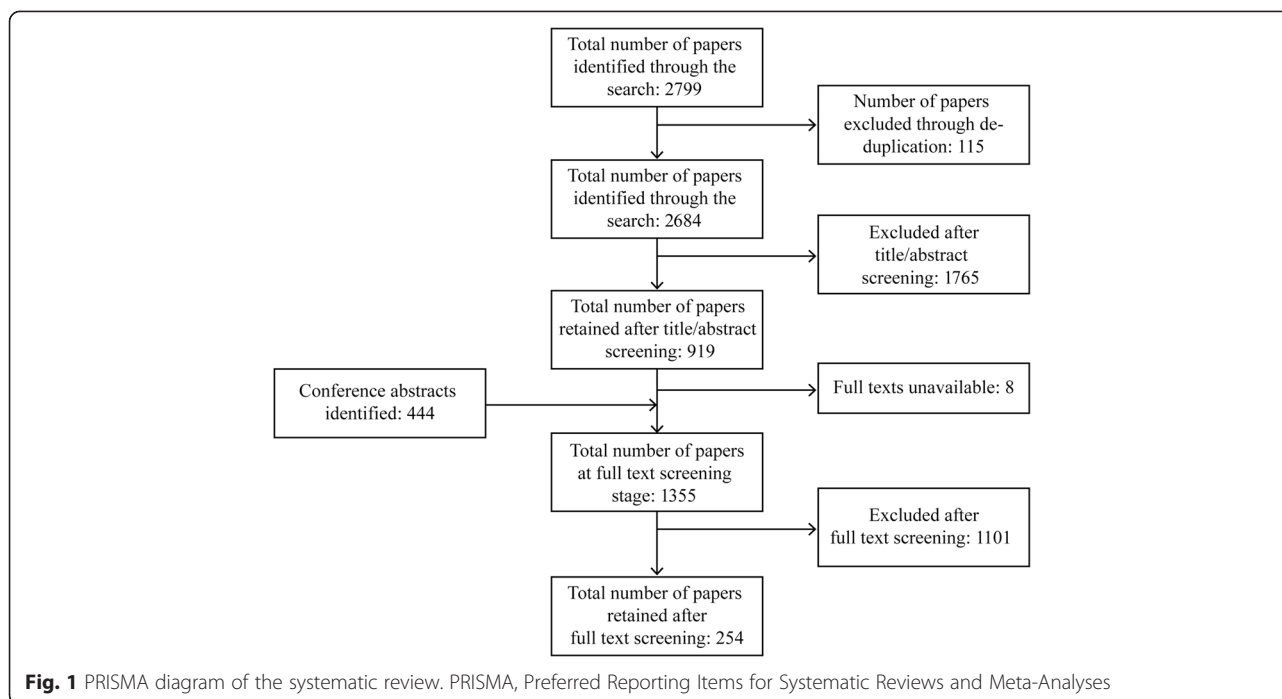 Total number of papers
identified through the
search: 2799
Number of papers
excluded through de-
duplication: 115
Total number of papers
identified through the
search: 2684
Excluded after
title/abstract
screening: 1765
Total number of papers
retained after title/abstract
screening: 919
Conference abstracts
identified: 444
Full texts unavailable: 8
Total number of papers
at full text screening
stage: 1355
Excluded after
full text screening: 1101
Total number of papers
retained after
full text screening: 254
Fig. 1 PRISMA diagram of the systematic review. PRISMA, Preferred Reporting Items for Systematic Reviews and Meta-Analyses